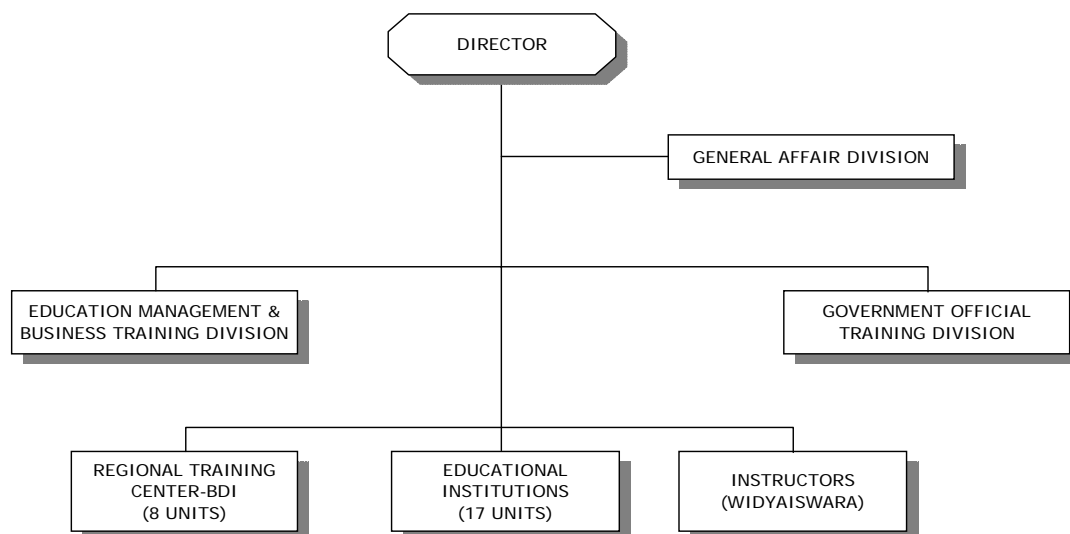 DIRECTOR
GENERAL AFFAIR DIVISION
EDUCATION MANAGEMENT &
BUSINESS TRAINING DIVISION
GOVERNMENT OFFICIAL
TRAINING DIVISION
REGIONAL TRAINING
CENTER-BDI
(8 UNITS)
EDUCATIONAL
INSTITUTIONS
(17 UNITS)
INSTRUCTORS
(WIDYAISWARA)